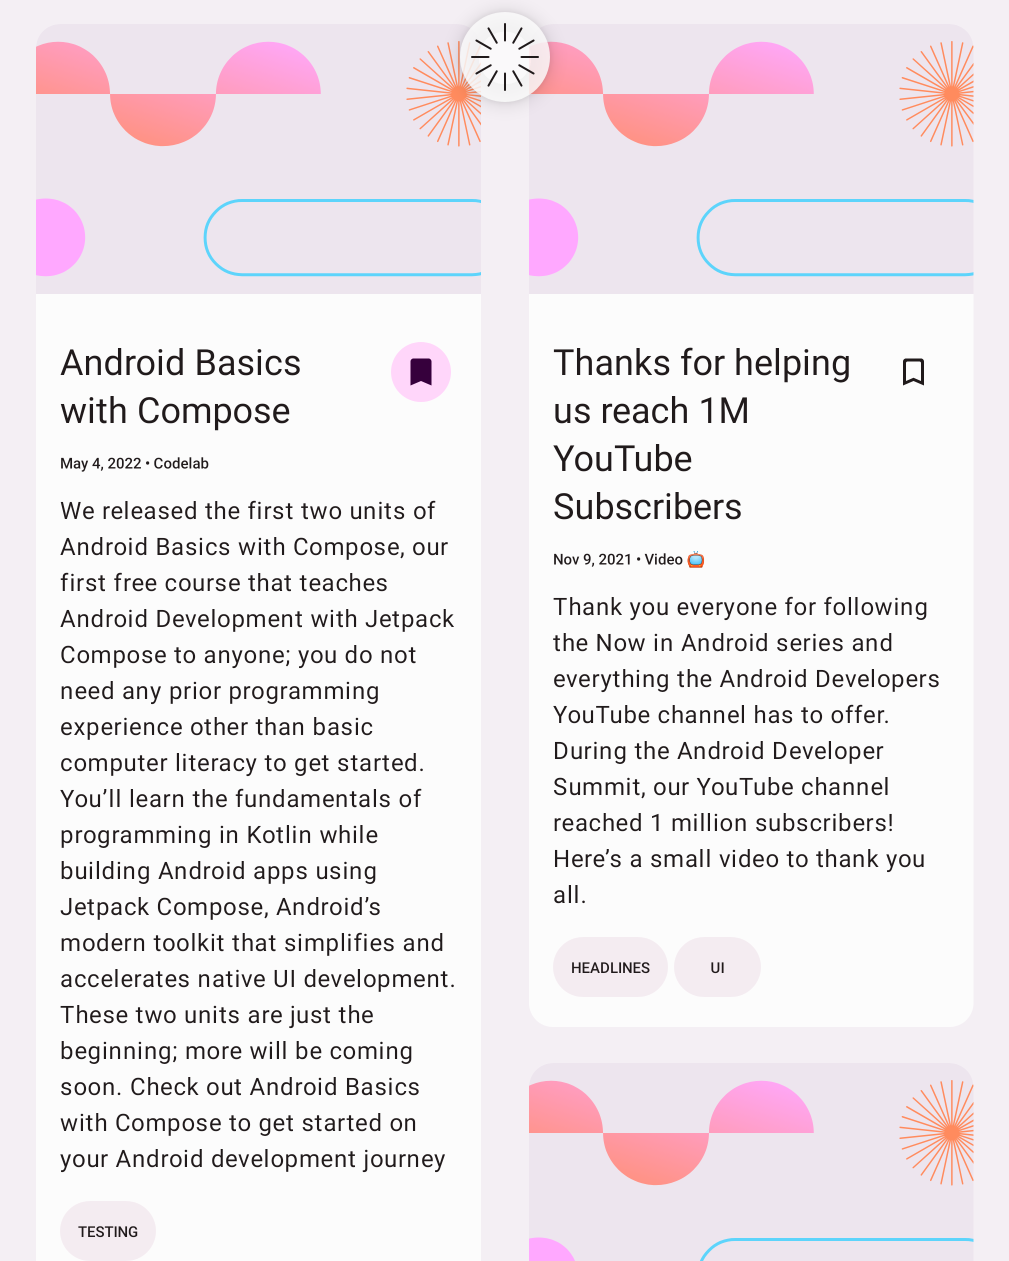 Android Basics
with Compose
May 4, 2022 • Codelab
We released the first two units of
Android Basics with Compose, our
first free course that teaches
Android Development with Jetpack
Compose to anyone; you do not
need any prior programming
experience other than basic
computer literacy to get started.
You’ll learn the fundamentals of
programming in Kotlin while
building Android apps using
Jetpack Compose, Android’s
modern toolkit that simplifies and
accelerates native UI development.
These two units are just the
beginning; more will be coming
soon. Check out Android Basics
with Compose to get started on
your Android development journey
TESTING
Thanks for helping
us reach 1M
YouTube
Subscribers
Nov 9, 2021 • Video 📺
Thank you everyone for following
the Now in Android series and
everything the Android Developers
YouTube channel has to offer.
During the Android Developer
Summit, our YouTube channel
reached 1 million subscribers!
Here’s a small video to thank you
all.
HEADLINES
UI